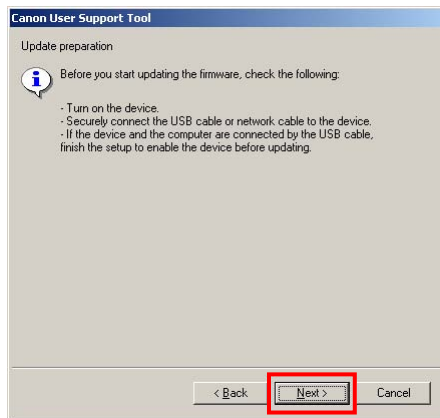 Canon User Support Tool
Update preparation
Before you start updating the firmware, check the following:
- Turn on the device.
- Securely connect the USB cable or network cable to the device.
- If the device and the computer are connected by the USB cable,
finish the setup to enable the device before updating.
< Back Next > Cancel